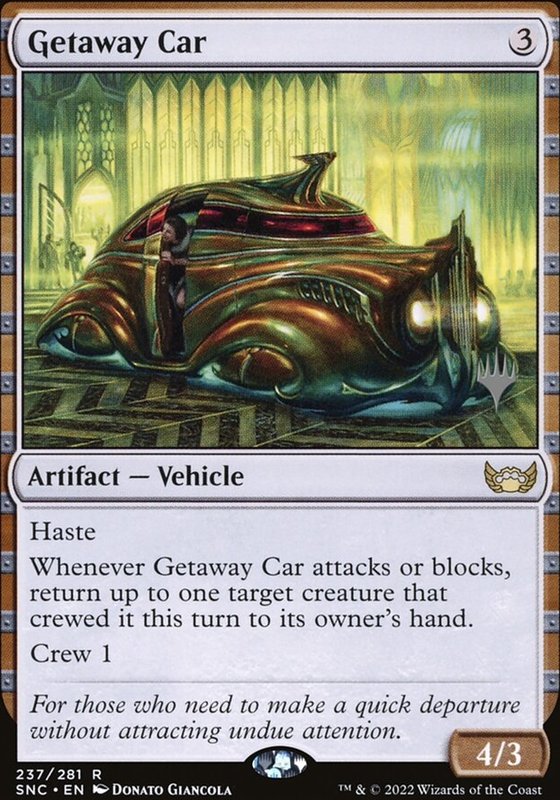 Getaway Car 3
Artifact — Vehicle
Haste
Whenever Getaway Car attacks or blocks,
return up to one target creature that
crewed it this turn to its owner's hand.
Crew 1
For those who need to make a quick departure
without attracting undue attention.
4/3
237/281 R
SNC • EN DONATO GIANCOLA
™ & © 2022 Wizards of the Coast